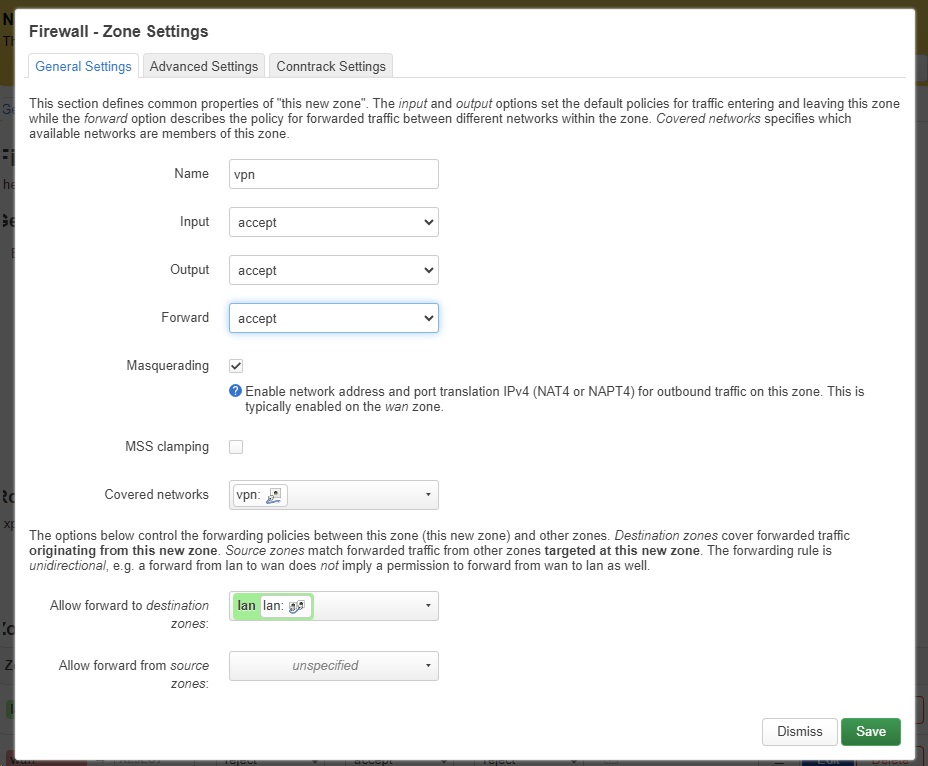 Firewall - Zone Settings
General Settings Advanced Settings Conntrack Settings
This section defines common properties of "this new zone". The input and output options set the default policies for traffic entering and leaving this zone
while the forward option describes the policy for forwarded traffic between different networks within the zone. Covered networks specifies which
available networks are members of this zone.
Name vpn
Input accept
Output accept
Forward accept
Masquerading
Enable network address and port translation IPv4 (NAT4 or NAPT4) for outbound traffic on this zone. This is
typically enabled on the wan zone.
MSS clamping
Covered networks vpn:
The options below control the forwarding policies between this zone (this new zone) and other zones. Destination zones cover forwarded traffic
originating from this new zone. Source zones match forwarded traffic from other zones targeted at this new zone. The forwarding rule is
unidirectional, e.g. a forward from lan to wan does not imply a permission to forward from wan to lan as well.
Allow forward to destination lan lan:
zones:
Allow forward from source unspecified
zones:
Dismiss Save